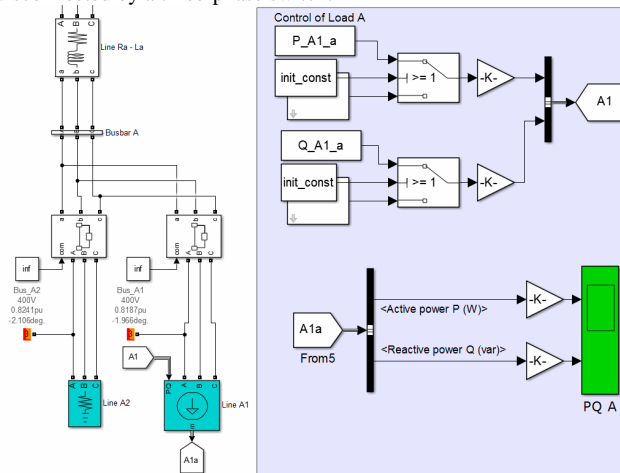 A B C
Line Ra - La
a b c
Busbar A
a b c
com
A B C
a b c
com
A B C
inf
Bus_A2
400V
0.8241pu
-2.106deg.
inf
Bus_A1
400V
0.8187pu
-1.966deg.
A1
A B C
Line A2
PQ A B C
Line A1
m
A1a
Control of Load A
P_A1_a
init_const
>= 1
-K-
A1
Q_A1_a
init_const
>= 1
-K-
A1a
From5
<Active power P (W)>
-K-
<Reactive power Q (var)>
-K-
PQ A